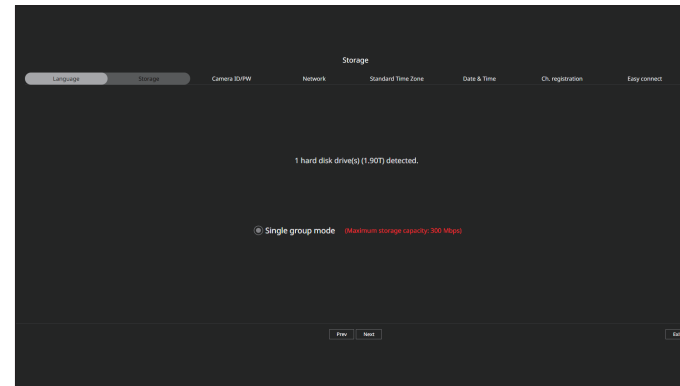 Storage
Language Storage Camera ID/PW Network Standard Time Zone Date & Time Ch. registration Easy connect
1 hard disk drive(s) (1.90T) detected.
Single group mode (Maximum storage capacity: 300 Mbps)
Prev Next